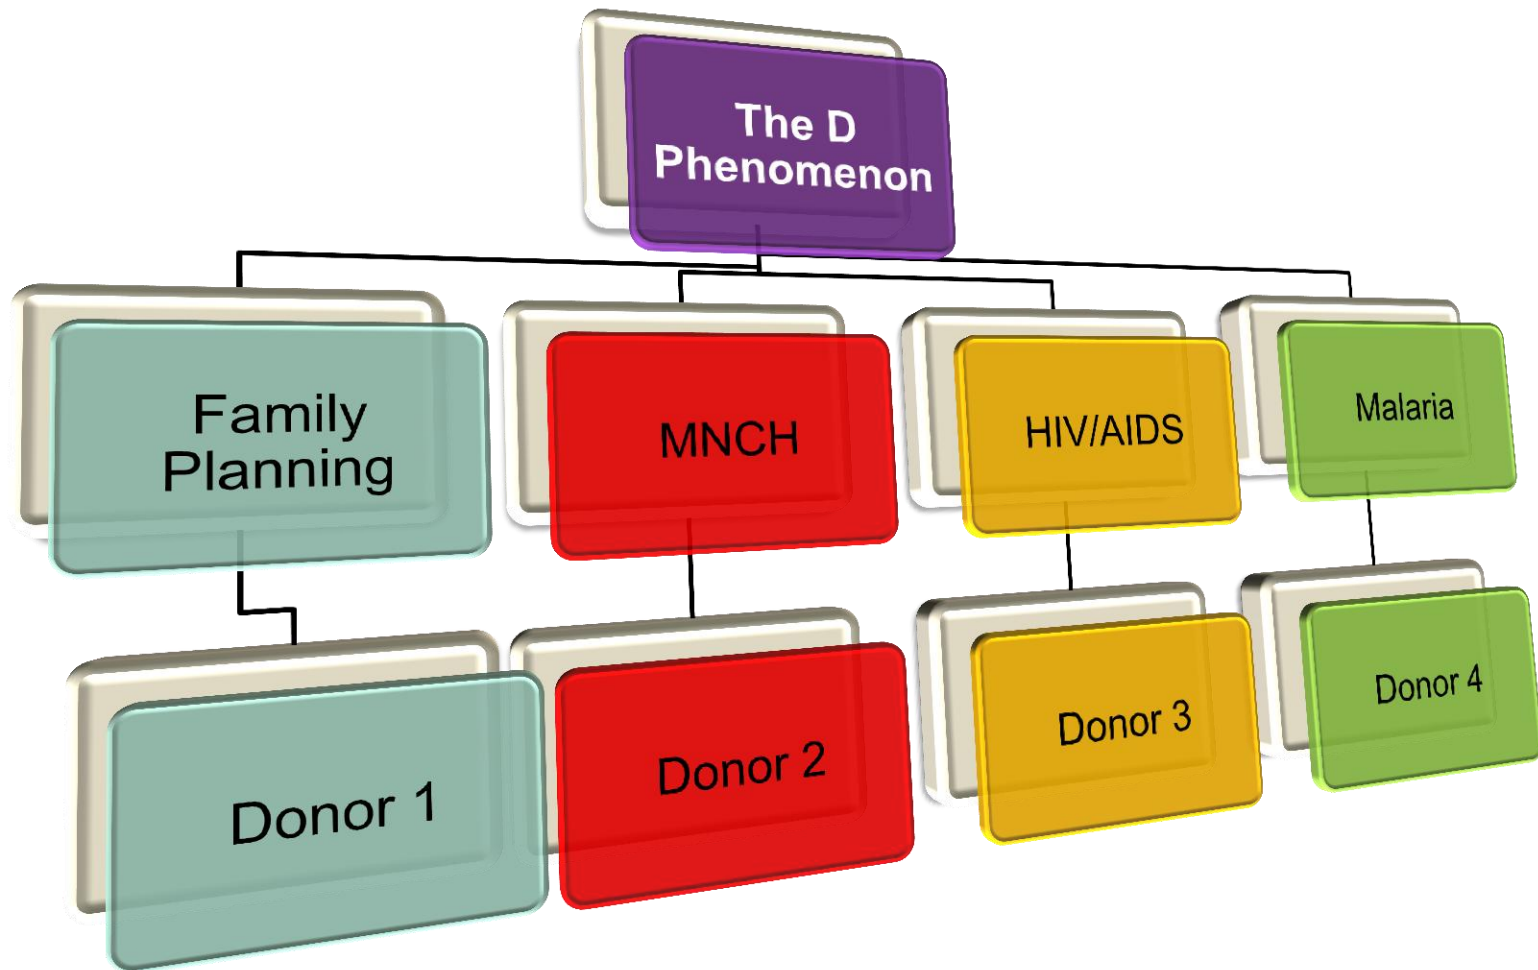 The D
Phenomenon
Family
Planning
MNCH
HIV/AIDS
Malaria
Donor 1
Donor 2
Donor 3
Donor 4